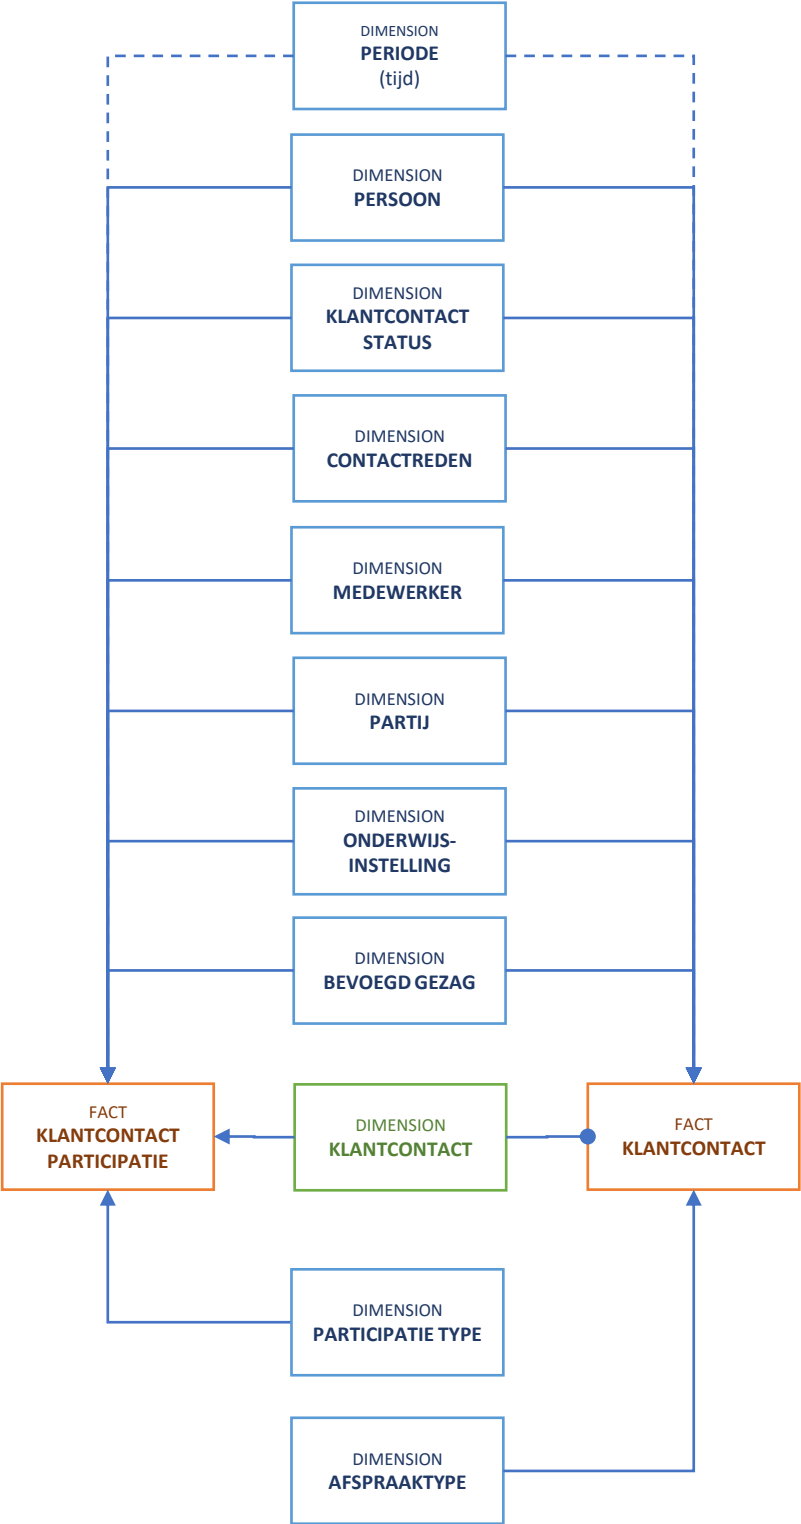 DIMENSION
PERIODE
(tijd)
DIMENSION
PERSOON
DIMENSION
KLANTCONTACT
STATUS
DIMENSION
CONTACTREDEN
DIMENSION
MEDEWERKER
DIMENSION
PARTIJ
DIMENSION
ONDERWIJS-
INSTELLING
DIMENSION
BEVOEGD GEZAG
FACT
KLANTCONTACT
PARTICIPATIE
DIMENSION
KLANTCONTACT
FACT
KLANTCONTACT
DIMENSION
PARTICIPATIE TYPE
DIMENSION
AFSPRAAKTYPE